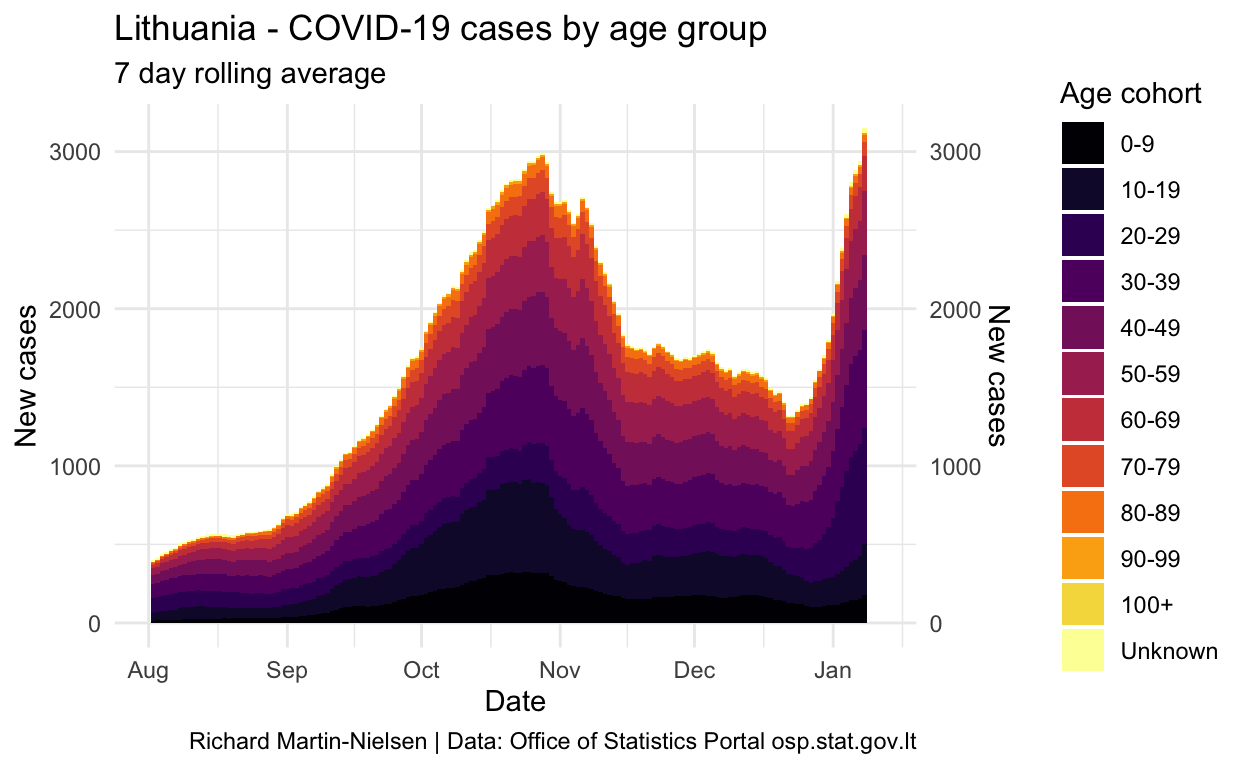 Lithuania - COVID-19 cases by age group
7 day rolling average
New cases
3000
2000
1000
0
3000
2000
1000
0
New cases
Aug Sep Oct Nov Dec Jan
Date
Age cohort
0-9
10-19
20-29
30-39
40-49
50-59
60-69
70-79
80-89
90-99
100+
Unknown
Richard Martin-Nielsen | Data: Office of Statistics Portal osp.stat.gov.lt